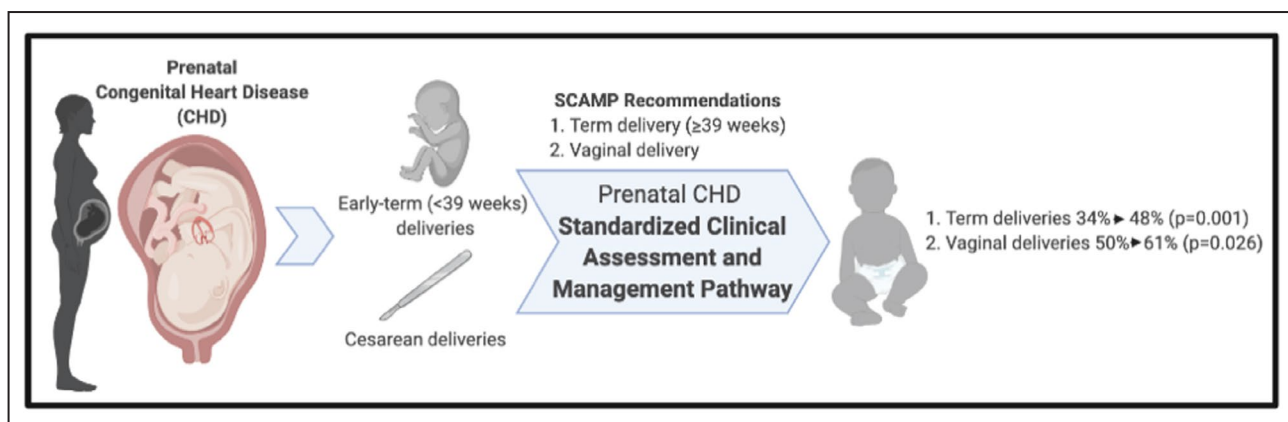 Prenatal
Congenital Heart Disease
(CHD)
Early-term (<39 weeks)
deliveries
Cesarean deliveries
SCAMP Recommendations
1. Term delivery (≥39 weeks)
2. Vaginal delivery
Prenatal CHD
Standardized Clinical
Assessment and
Management Pathway
1. Term deliveries 34%▶48% (p=0.001)
2. Vaginal deliveries 50%▶61% (p=0.026)